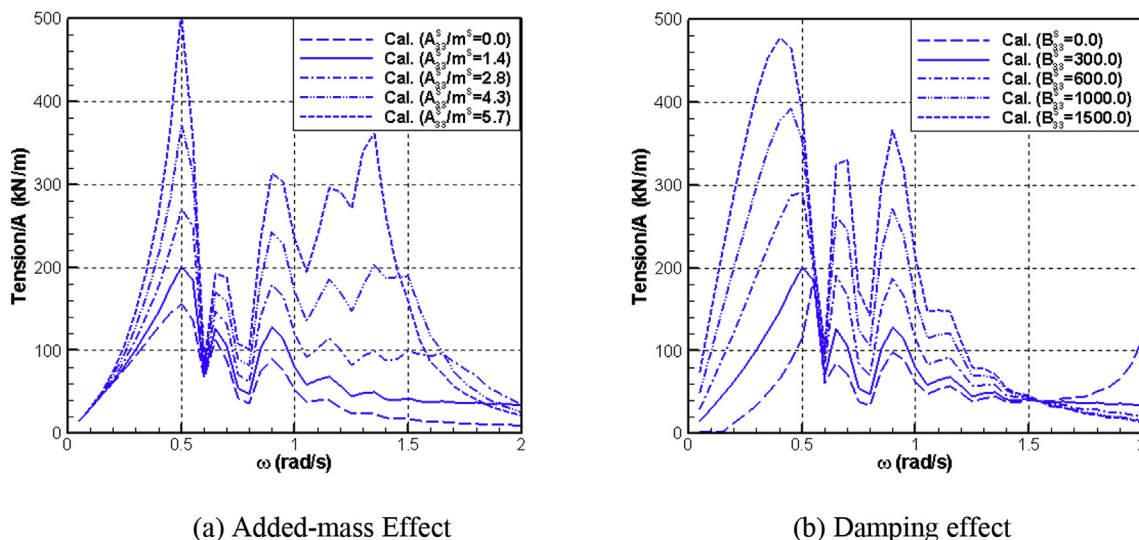 500
400
300
200
100
0
Tension/A (kN/m)
Cal. (A^S_33/m^S=0.0)
Cal. (A^S_33/m^S=1.4)
Cal. (A^S_33/m^S=2.8)
Cal. (A^S_33/m^S=4.3)
Cal. (A^S_33/m^S=5.7)
0 0.5 1 1.5 2
ω (rad/s)
(a) Added-mass Effect
500
400
300
200
100
0
Tension/A (kN/m)
Cal. (B^S_33=0.0)
Cal. (B^S_33=300.0)
Cal. (B^S_33=600.0)
Cal. (B^S_33=1000.0)
Cal. (B^S_33=1500.0)
0 0.5 1 1.5 2
ω (rad/s)
(b) Damping effect